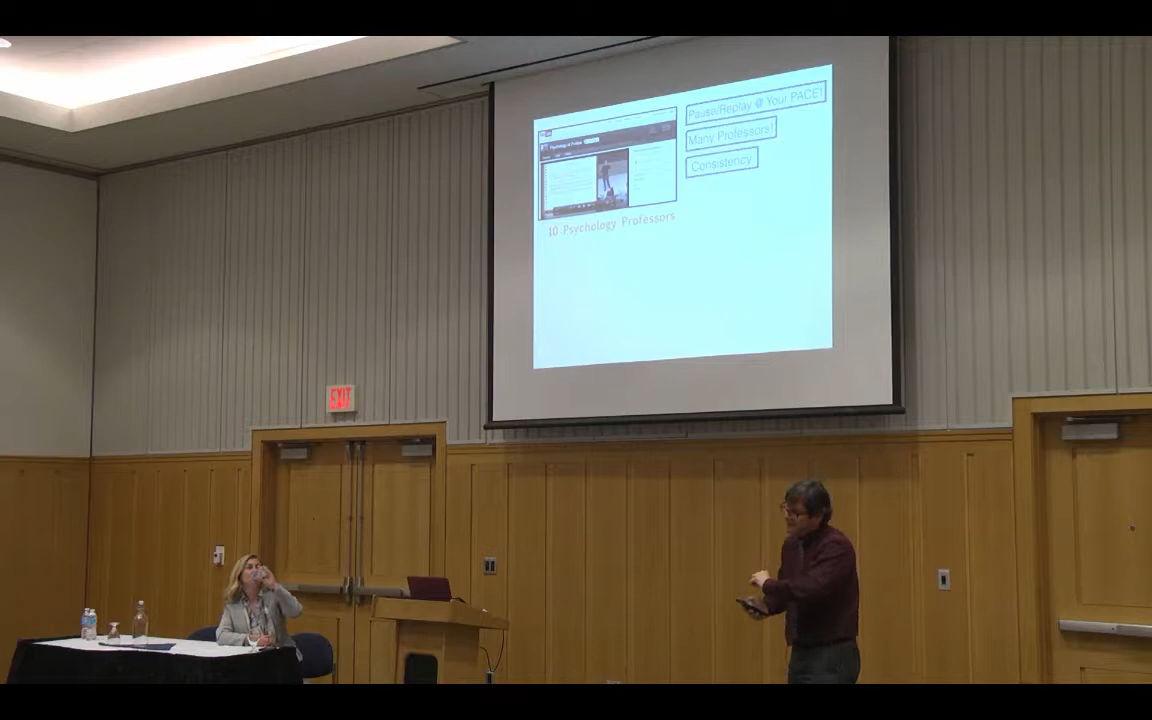 Pause/Replay @ Your PACE!
Many Professors!
Consistency
10 Psychology Professors
EXIT